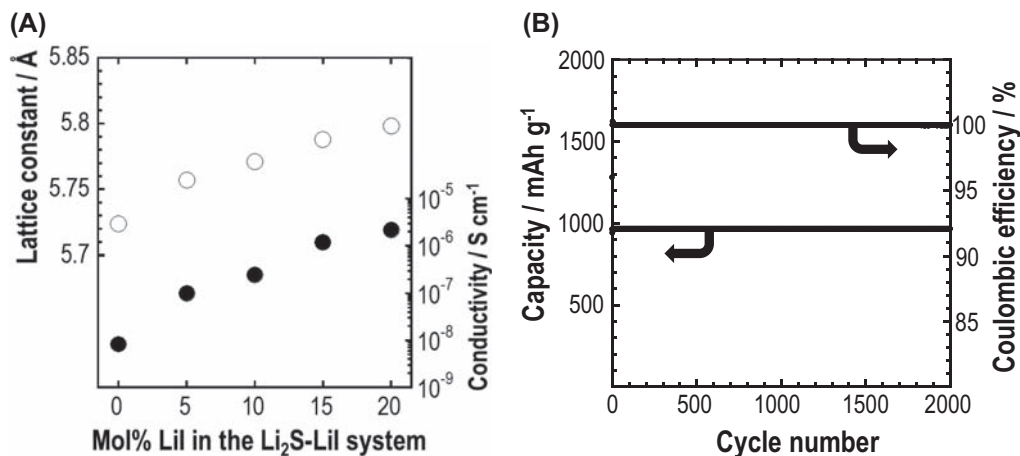 (A)
Lattice constant / Å
5.85
5.8
5.75
5.7
10⁻⁵
10⁻⁶
10⁻⁷
10⁻⁸
10⁻⁹
Conductivity / S cm⁻¹
0 5 10 15 20
Mol% LiI in the Li₂S-LiI system
(B)
Capacity / mAh g⁻¹
2000
1500
1000
500
0
100
95
90
85
Coulombic efficiency / %
0 500 1000 1500 2000
Cycle number